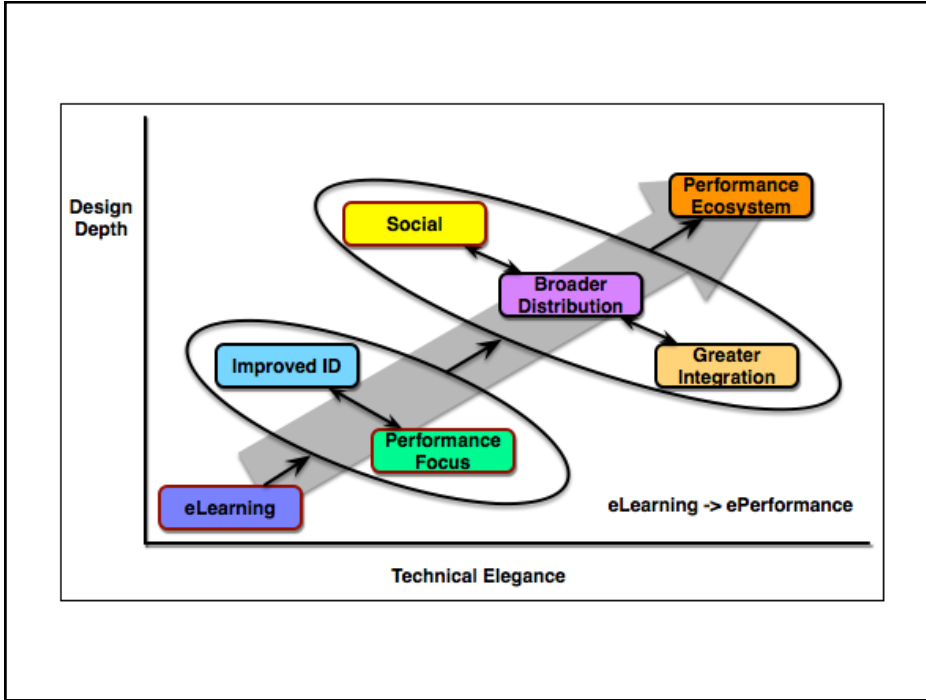 Performance
Ecosystem
Design
Depth
Social
Broader
Distribution
Improved ID
Greater
Integration
Performance
Focus
eLearning
eLearning -> ePerformance
Technical Elegance